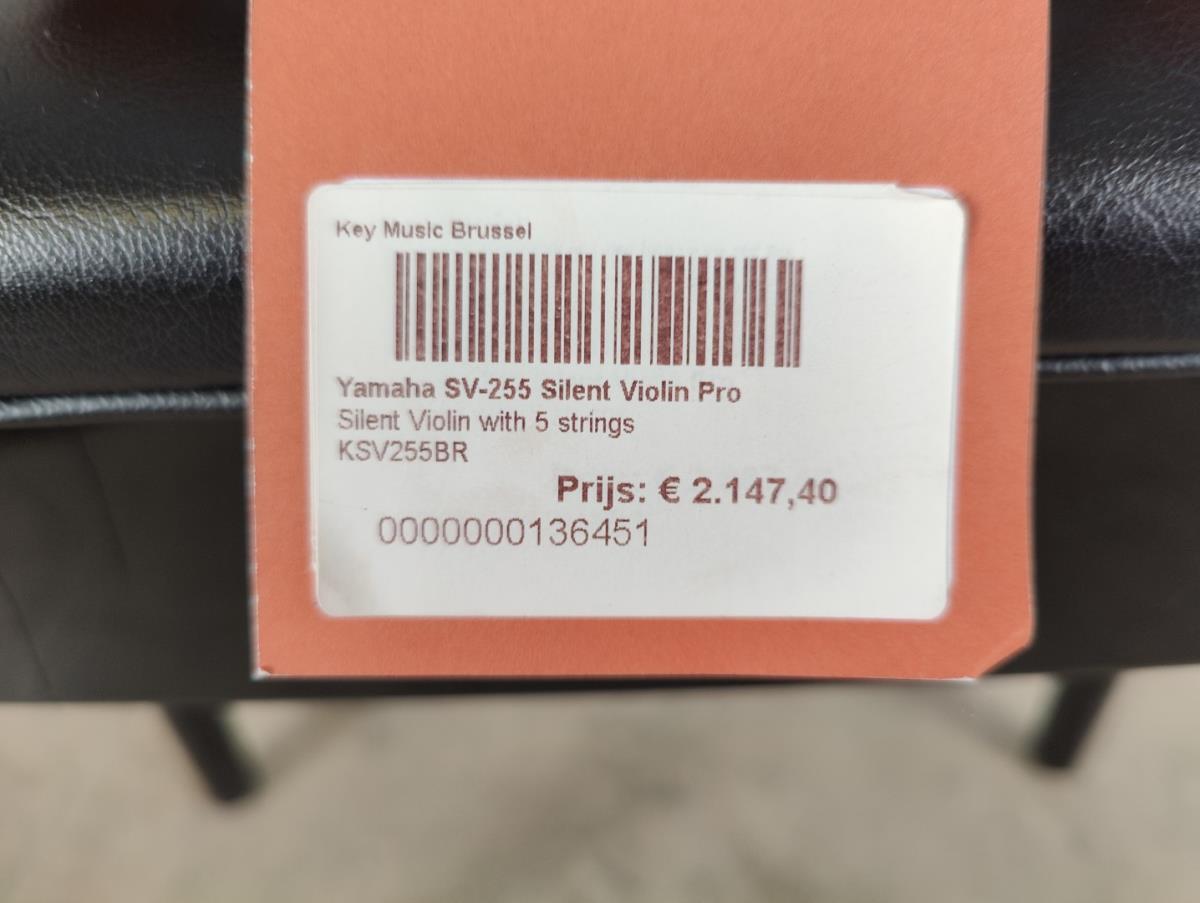 Key Music Brussel
Yamaha SV-255 Silent Violin Pro
Silent Violin with 5 strings
KSV255BR
Prijs: € 2.147,40
0000000136451